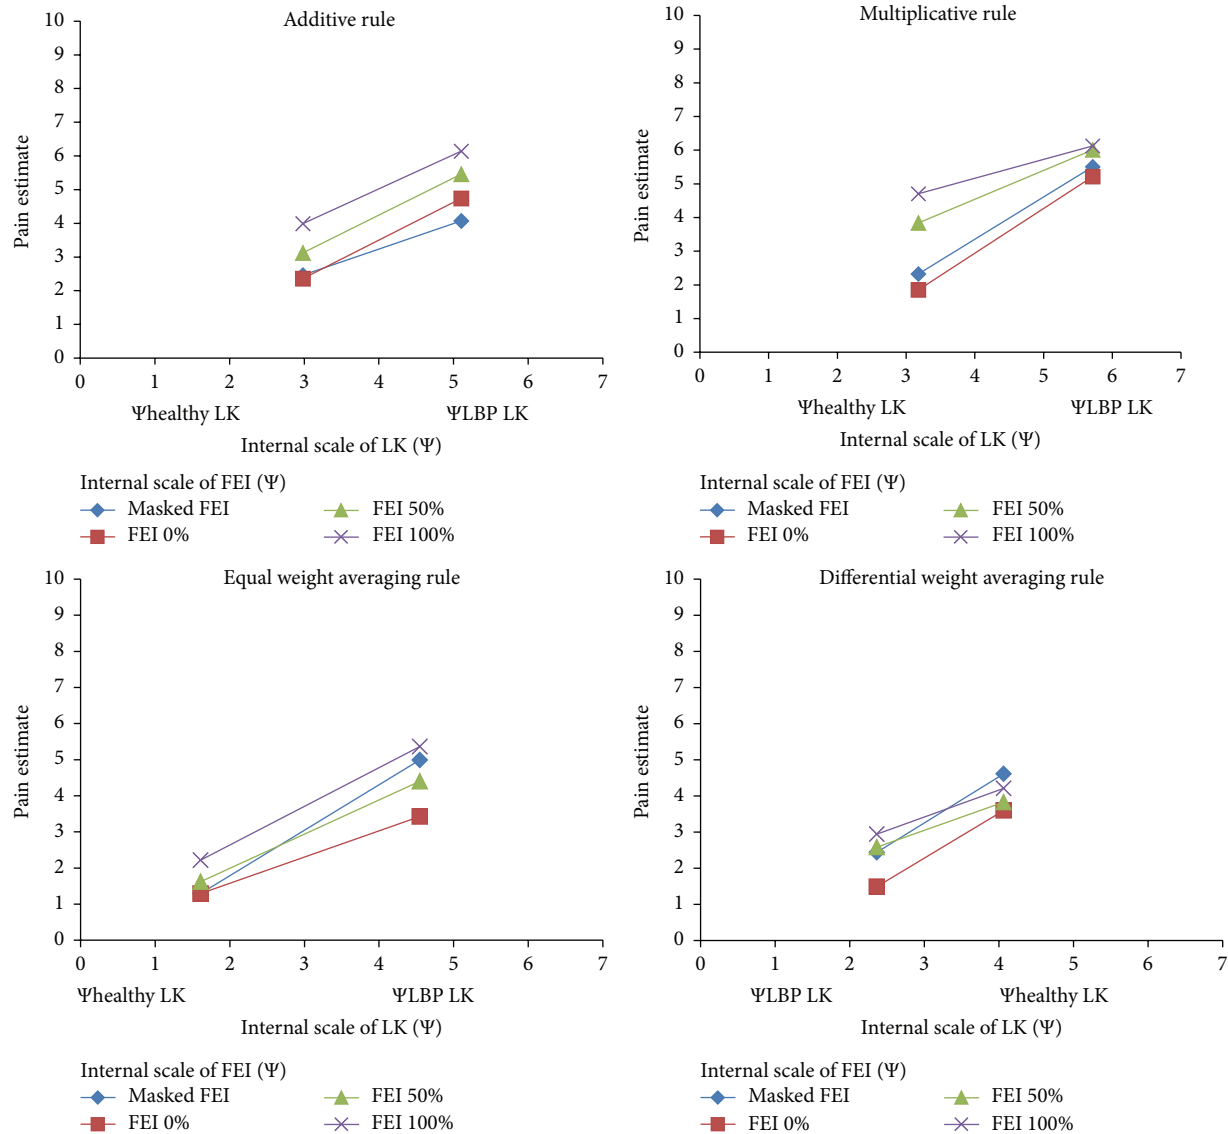 Additive rule
10
9
8
7
6
5
4
3
2
1
0
Pain estimate
0 1 2 3 4 5 6 7
Ψhealthy LK ΨLBP LK
Internal scale of LK (Ψ)
Internal scale of FEI (Ψ)
Masked FEI FEI 50%
FEI 0% FEI 100%
Multiplicative rule
10
9
8
7
6
5
4
3
2
1
0
Pain estimate
0 1 2 3 4 5 6 7
Ψhealthy LK ΨLBP LK
Internal scale of LK (Ψ)
Internal scale of FEI (Ψ)
Masked FEI FEI 50%
FEI 0% FEI 100%
Equal weight averaging rule
10
9
8
7
6
5
4
3
2
1
0
Pain estimate
0 1 2 3 4 5 6 7
Ψhealthy LK ΨLBP LK
Internal scale of LK (Ψ)
Internal scale of FEI (Ψ)
Masked FEI FEI 50%
FEI 0% FEI 100%
Differential weight averaging rule
10
9
8
7
6
5
4
3
2
1
0
Pain estimate
0 1 2 3 4 5 6 7
ΨLBP LK Ψhealthy LK
Internal scale of LK (Ψ)
Internal scale of FEI (Ψ)
Masked FEI FEI 50%
FEI 0% FEI 100%